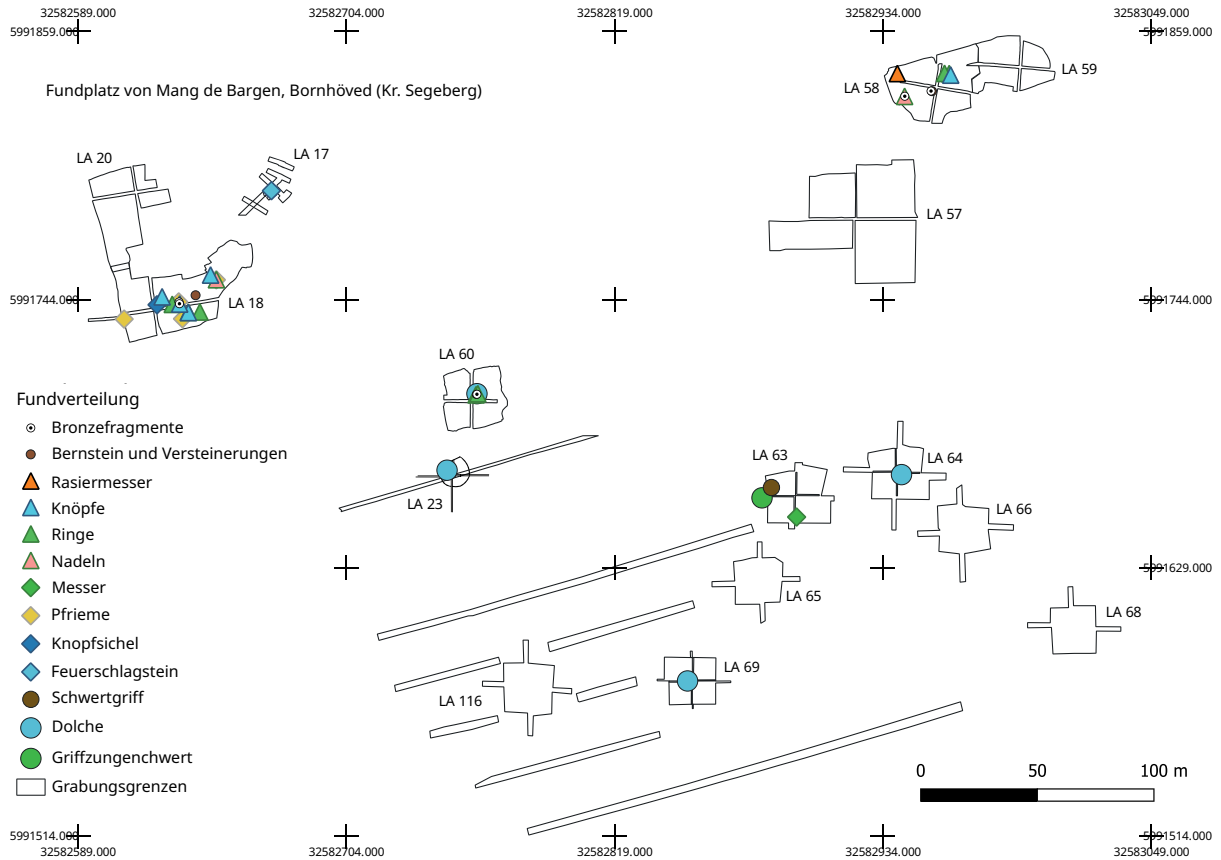 32582589.000 32582704.000 32582819.000 32582934.000 32583049.000
5991859.000 5991859.000
LA 59
LA 58
Fundplatz von Mang de Bargen, Bornhöved (Kr. Segeberg)
LA 20 LA 17
LA 57
5991744.000 LA 18 5991744.000
LA 60
Fundverteilung
Bronzefragmente
Bernstein und Versteinerungen
Rasiermesser
Knöpfe
Ringe
Nadeln
Messer
Pfrieme
Knopfsichel
Feuerschlagstein
Schwertgriff
Dolche
Griffzungenchwert
Grabungsgrenzen
LA 63 LA 64
LA 23
LA 66
5991629.000
LA 65
LA 68
LA 69
LA 116
0 50 100 m
5991514.000 5991514.000
32582589.000 32582704.000 32582819.000 32582934.000 32583049.000